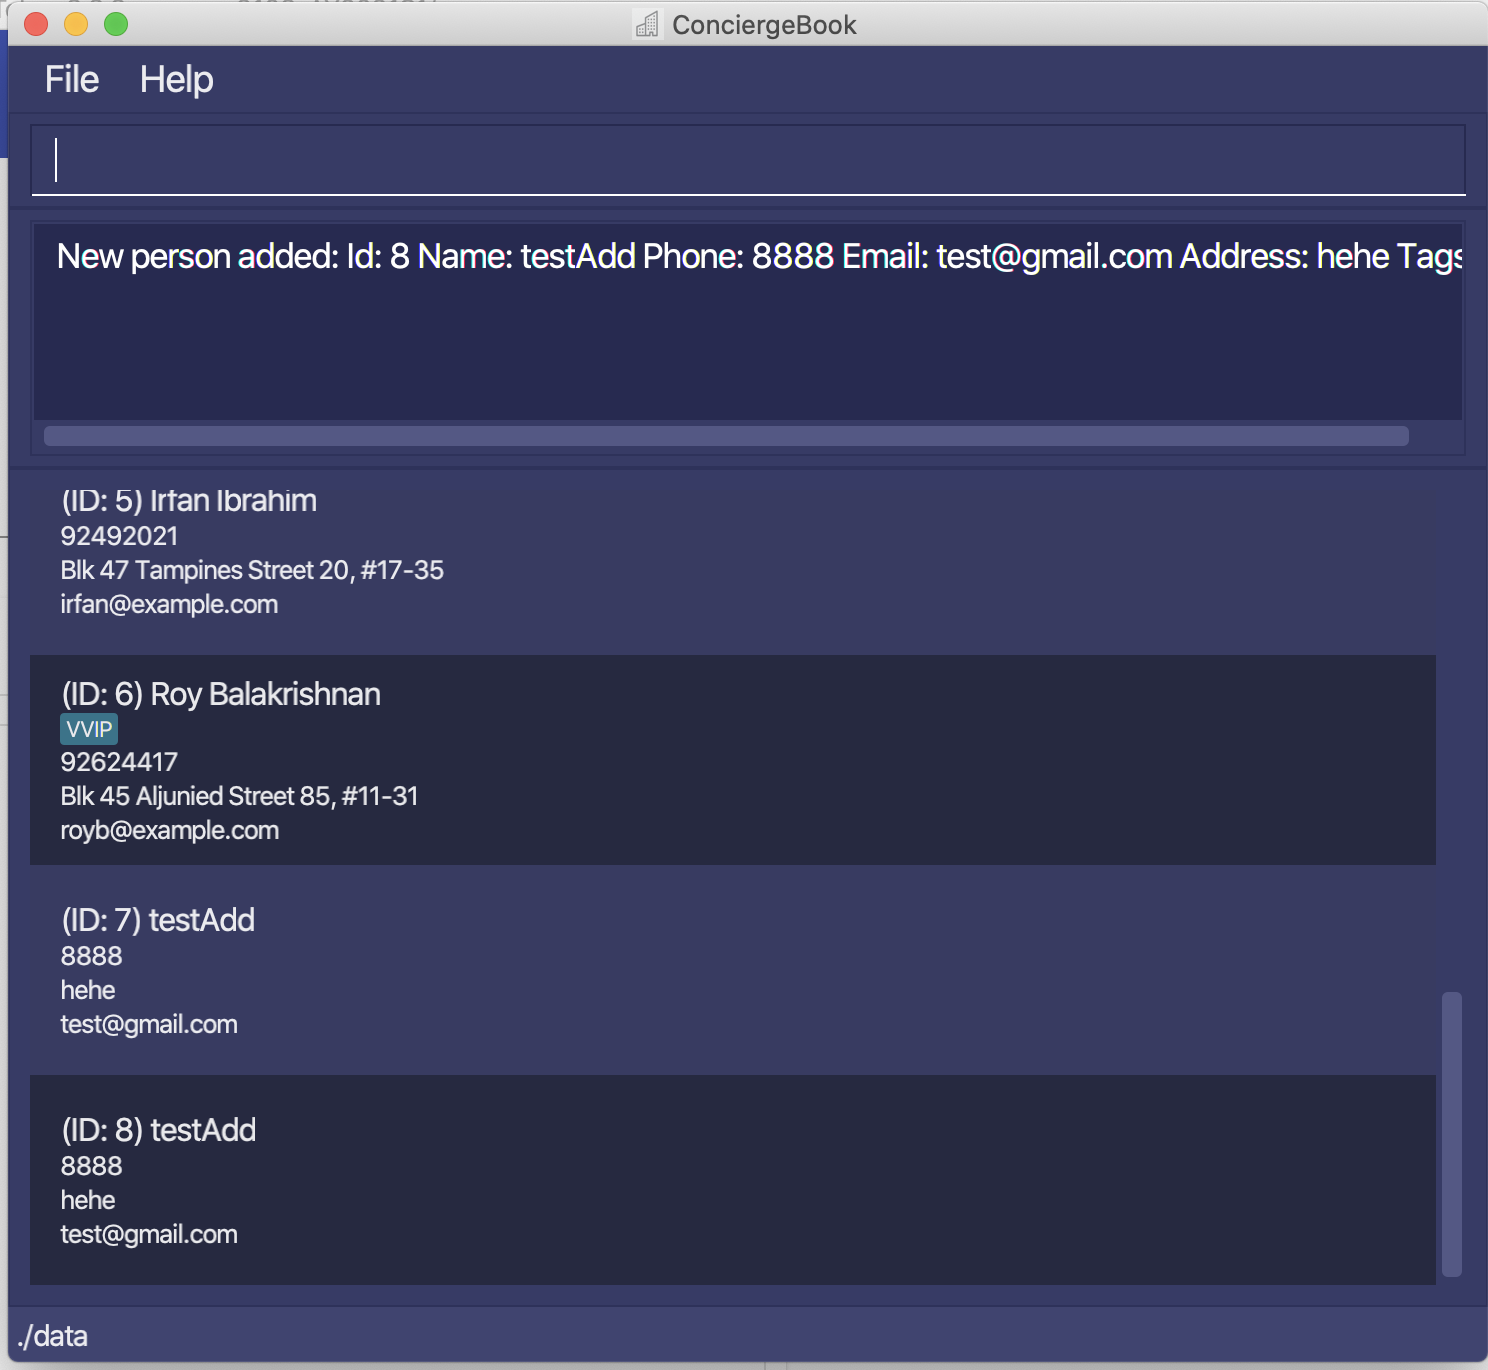 ConciergeBook
File Help
New person added: Id: 8 Name: testAdd Phone: 8888 Email: test@gmail.com Address: hehe Tags
(ID: 5) Irfan Ibrahim
92492021
Blk 47 Tampines Street 20, #17-35
irfan@example.com
(ID: 6) Roy Balakrishnan
VVIP
92624417
Blk 45 Aljunied Street 85, #11-31
royb@example.com
(ID: 7) testAdd
8888
hehe
test@gmail.com
(ID: 8) testAdd
8888
hehe
test@gmail.com
./data